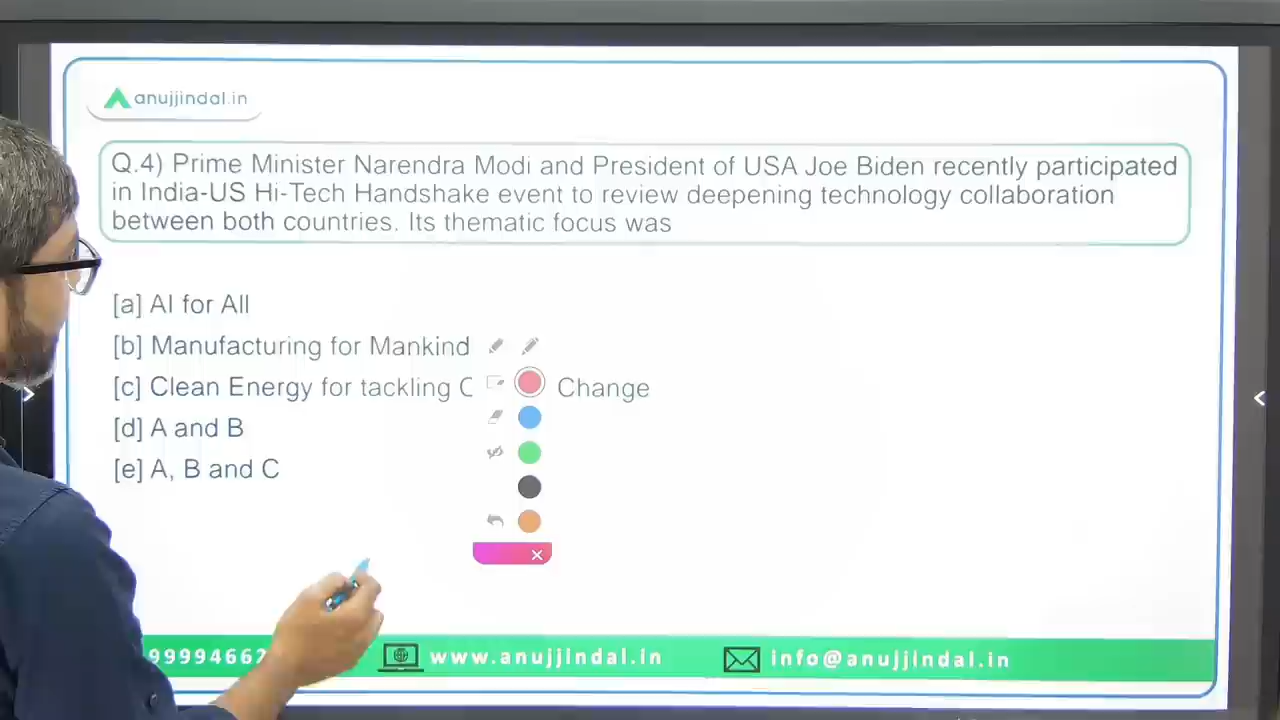 anujjindal.in
Q.4) Prime Minister Narendra Modi and President of USA Joe Biden recently participated
in India-US Hi-Tech Handshake event to review deepening technology collaboration
between both countries. Its thematic focus was
[a] AI for All
[b] Manufacturing for Mankind
[c] Clean Energy for tackling C Change
[d] A and B
[e] A, B and C
99994662
www.anujjindal.in
info@anujjindal.in